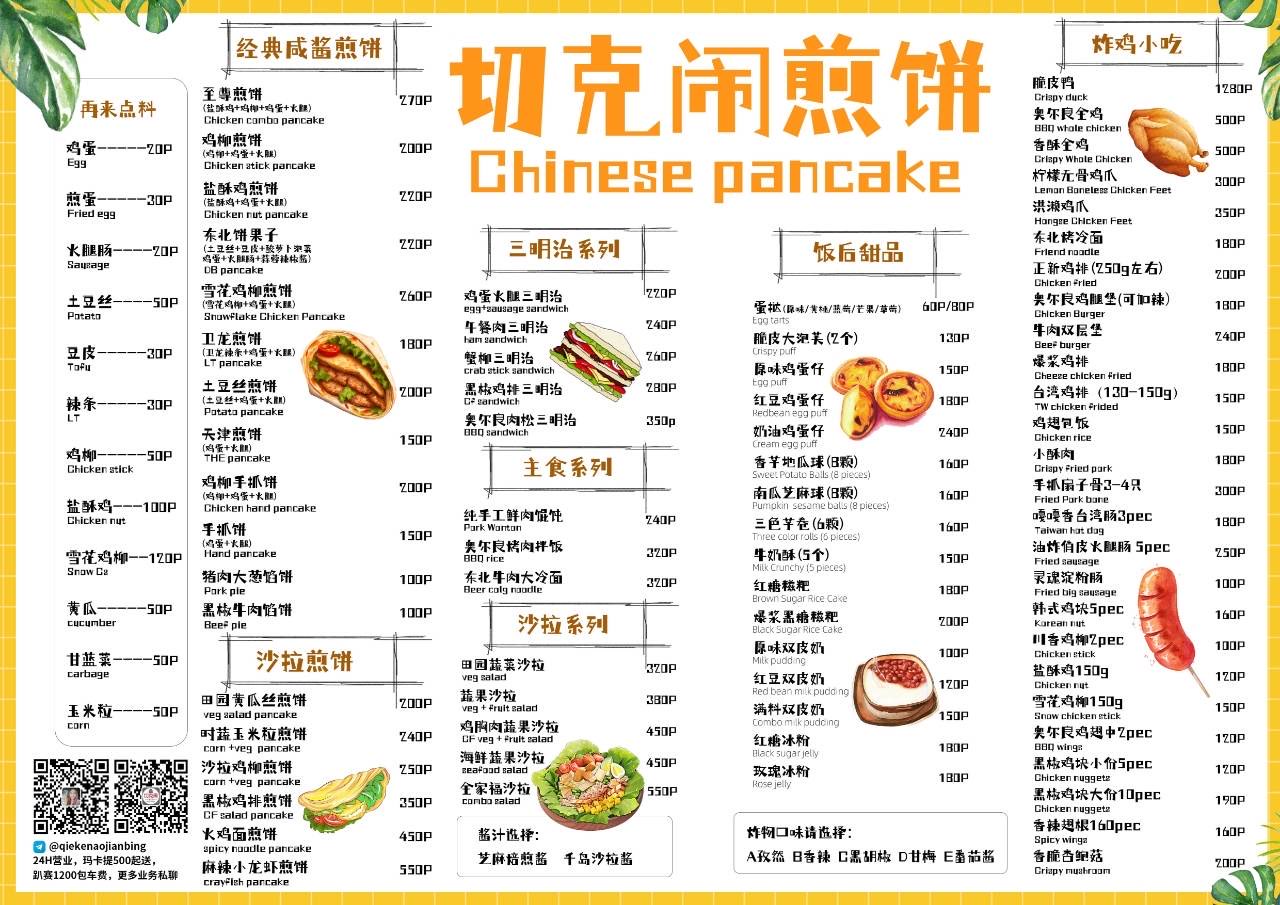 切克闹煎饼
Chinese pancake
再来点料
鸡蛋-----20P
Egg
煎蛋-----30P
Fried egg
火腿肠----20P
Sausage
土豆丝----50P
Potato
豆皮-----30P
Tofu
辣条-----30P
LT
鸡柳-----50P
Chicken stick
盐酥鸡---100P
Chicken nut
雪花鸡柳--120P
Snow Cs
黄瓜-----50P
cucumber
甘蓝菜----50P
carbage
玉米粒----50P
corn
@qiekenaojianbing
24H营业，玛卡提500起送，
趴赛1200包车费，更多业务私聊
经典咸酱煎饼
至尊煎饼 270P
(盐酥鸡+鸡柳+鸡蛋+火腿)
Chicken combo pancake
鸡柳煎饼 200P
(鸡柳+鸡蛋+火腿)
Chicken stick pancake
盐酥鸡煎饼 220P
(盐酥鸡+鸡蛋+火腿)
Chicken nut pancake
东北饼果子 220P
(土豆丝+豆皮+酸萝卜泡菜
鸡蛋+火腿肠+蒜蓉辣椒酱)
DB pancake
雪花鸡柳煎饼 260P
(雪花鸡柳+鸡蛋+火腿)
Snowflake Chicken Pancake
卫龙煎饼 180P
(卫龙辣条+鸡蛋+火腿)
LT pancake
土豆丝煎饼 200P
(土豆丝+鸡蛋+火腿)
Potato pancake
天津煎饼 150P
(鸡蛋+火腿)
THE pancake
鸡柳手抓饼 200P
(鸡柳+鸡蛋+火腿)
Chicken hand pancake
手抓饼 150P
(鸡蛋+火腿)
Hand pancake
猪肉大葱馅饼 100P
Pork pie
黑椒牛肉馅饼 100P
Beef pie
沙拉煎饼
田园黄瓜丝煎饼 200P
veg salad pancake
时蔬玉米粒煎饼 240P
corn +veg pancake
沙拉鸡柳煎饼 250P
corn +veg pancake
黑椒鸡排煎饼 350P
CF salad pancake
火鸡面煎饼 450P
spicy noodle pancake
麻辣小龙虾煎饼 550P
crayfish pancake
三明治系列
鸡蛋火腿三明治 220P
egg+sausage sandwich
午餐肉三明治 240P
ham sandwich
蟹柳三明治 260P
crab stick sandwich
黑椒鸡排三明治 280P
Cf sandwich
奥尔良肉松三明治 350p
BBQ sandwich
主食系列
纯手工鲜肉馄饨 240P
Pork Wonton
奥尔良烤肉拌饭 320P
BBQ rice
东北牛肉大冷面 320P
Beer colg noodle
沙拉系列
田园蔬菜沙拉 320P
veg salad
蔬果沙拉 380P
veg + fruit salad
鸡胸肉蔬果沙拉 450P
CF veg + fruit salad
海鲜蔬果沙拉 450P
seafood salad
全家福沙拉 550P
combo salad
酱汁选择：
芝麻焙煎酱 千岛沙拉酱
饭后甜品
蛋挞(原味/黄桃/蓝莓/芒果/草莓) 60P/80P
Egg tarts
脆皮大泡芙(2个) 130P
Crispy puff
原味鸡蛋仔 150P
Egg puff
红豆鸡蛋仔 180P
Redbean egg puff
奶油鸡蛋仔 240P
Cream egg puff
香芋地瓜球(8颗) 160P
Sweet Potato Balls (8 pieces)
南瓜芝麻球(8颗) 160P
Pumpkin sesame balls (8 pieces)
三色芋卷(6颗) 160P
Three color rolls (6 pieces)
牛奶酥(5个) 150P
Milk Crunchy (5 pieces)
红糖糍粑 180P
Brown Sugar Rice Cake
爆浆黑糖糍粑 200P
Black Sugar Rice Cake
原味双皮奶 100P
Milk pudding
红豆双皮奶 120P
Red bean milk pudding
满料双皮奶 150P
Combo milk pudding
红糖冰粉 180P
Black sugar jelly
玫瑰冰粉 180P
Rose jelly
炸物口味请选择：
A孜然 B香辣 C黑胡椒 D甘梅 E番茄酱
炸鸡小吃
脆皮鸭 1280P
Crispy duck
奥尔良全鸡 500P
BBQ whole chicken
香酥全鸡 500P
Crispy Whole Chicken
柠檬无骨鸡爪 300P
Lemon Boneless Chicken Feet
洪濑鸡爪 350P
Hongse Chicken Feet
东北烤冷面 180P
Friend noodle
正新鸡排(250g左右) 200P
Chicken fried
奥尔良鸡腿堡(可加辣) 180P
Chicken Burger
牛肉双层堡 240P
Beef burger
爆浆鸡排 180P
Cheeze chicken fried
台湾鸡排 (130-150g) 150P
TW chicken frided
鸡翅包饭 150P
Chicken rice
小酥肉 180P
Crispy fried pork
手抓扇子骨3-4只 300P
Fried Pork bone
嘎嘎香台湾肠3pec 180P
Taiwan hot dog
油炸俏皮火腿肠 5pec 250P
Fried sausage
灵魂淀粉肠 100P
Fried big sausage
韩式鸡块5pec 160P
Korean nut
川香鸡柳2pec 100P
Chicken stick
盐酥鸡150g 120P
Chicken nut
雪花鸡柳150g 150P
Snow chicken stick
奥尔良鸡翅中2pec 120P
BBQ wings
黑椒鸡块小份5pec 120P
Chicken nuggets
黑椒鸡块大份10pec 190P
Chicken nuggets
香辣翅根160pec 160P
Spicy wings
香脆杏鲍菇 200P
Crispy mushroom